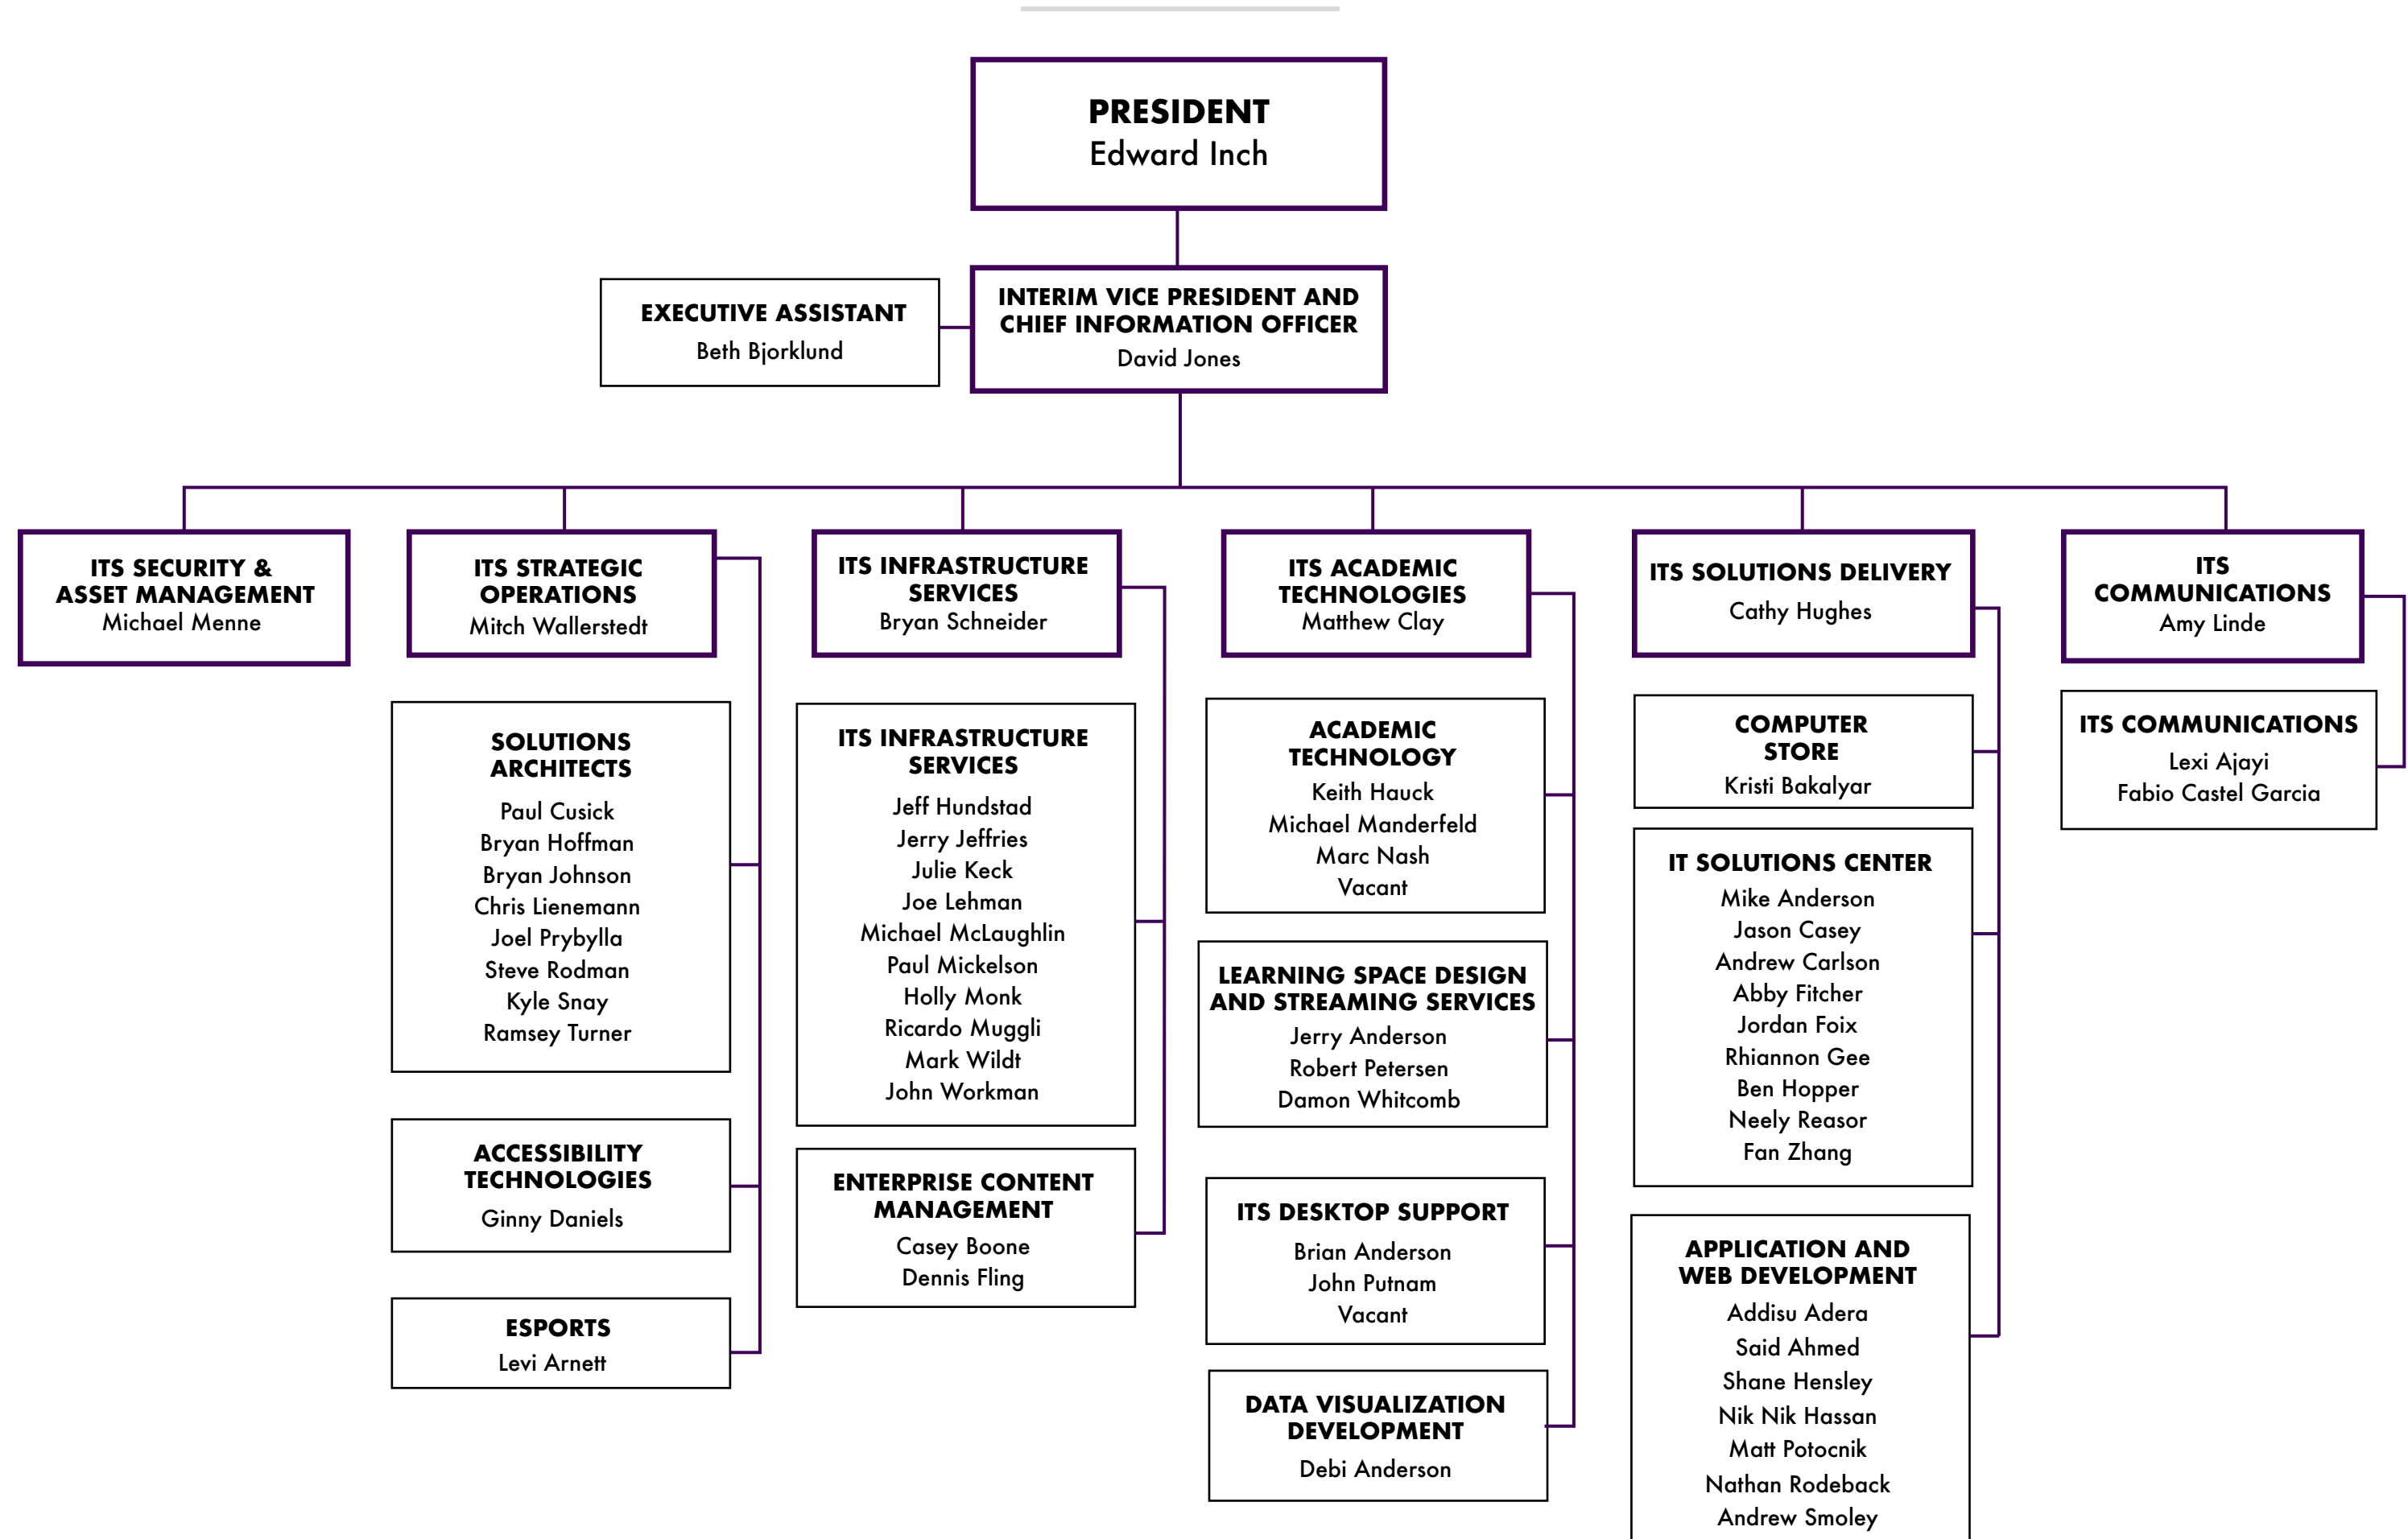 PRESIDENT
Edward Inch
EXECUTIVE ASSISTANT
Beth Bjorklund
INTERIM VICE PRESIDENT AND
CHIEF INFORMATION OFFICER
David Jones
ITS SECURITY &
ASSET MANAGEMENT
Michael Menne
ITS STRATEGIC
OPERATIONS
Mitch Wallerstedt
SOLUTIONS
ARCHITECTS
Paul Cusick
Bryan Hoffman
Bryan Johnson
Chris Lienemann
Joel Prybylla
Steve Rodman
Kyle Snay
Ramsey Turner
ACCESSIBILITY
TECHNOLOGIES
Ginny Daniels
ESPORTS
Levi Arnett
ITS INFRASTRUCTURE
SERVICES
Bryan Schneider
ITS INFRASTRUCTURE
SERVICES
Jeff Hundstad
Jerry Jeffries
Julie Keck
Joe Lehman
Michael McLaughlin
Paul Mickelson
Holly Monk
Ricardo Muggli
Mark Wildt
John Workman
ENTERPRISE CONTENT
MANAGEMENT
Casey Boone
Dennis Fling
ITS ACADEMIC
TECHNOLOGIES
Matthew Clay
ACADEMIC
TECHNOLOGY
Keith Hauck
Michael Manderfeld
Marc Nash
Vacant
LEARNING SPACE DESIGN
AND STREAMING SERVICES
Jerry Anderson
Robert Petersen
Damon Whitcomb
ITS DESKTOP SUPPORT
Brian Anderson
John Putnam
Vacant
DATA VISUALIZATION
DEVELOPMENT
Debi Anderson
ITS SOLUTIONS DELIVERY
Cathy Hughes
COMPUTER
STORE
Kristi Bakalyar
IT SOLUTIONS CENTER
Mike Anderson
Jason Casey
Andrew Carlson
Abby Fitcher
Jordan Foix
Rhiannon Gee
Ben Hopper
Neely Reasor
Fan Zhang
APPLICATION AND
WEB DEVELOPMENT
Addisu Adera
Said Ahmed
Shane Hensley
Nik Nik Hassan
Matt Potocnik
Nathan Rodeback
Andrew Smoley
ITS
COMMUNICATIONS
Amy Linde
ITS COMMUNICATIONS
Lexi Ajayi
Fabio Castel Garcia